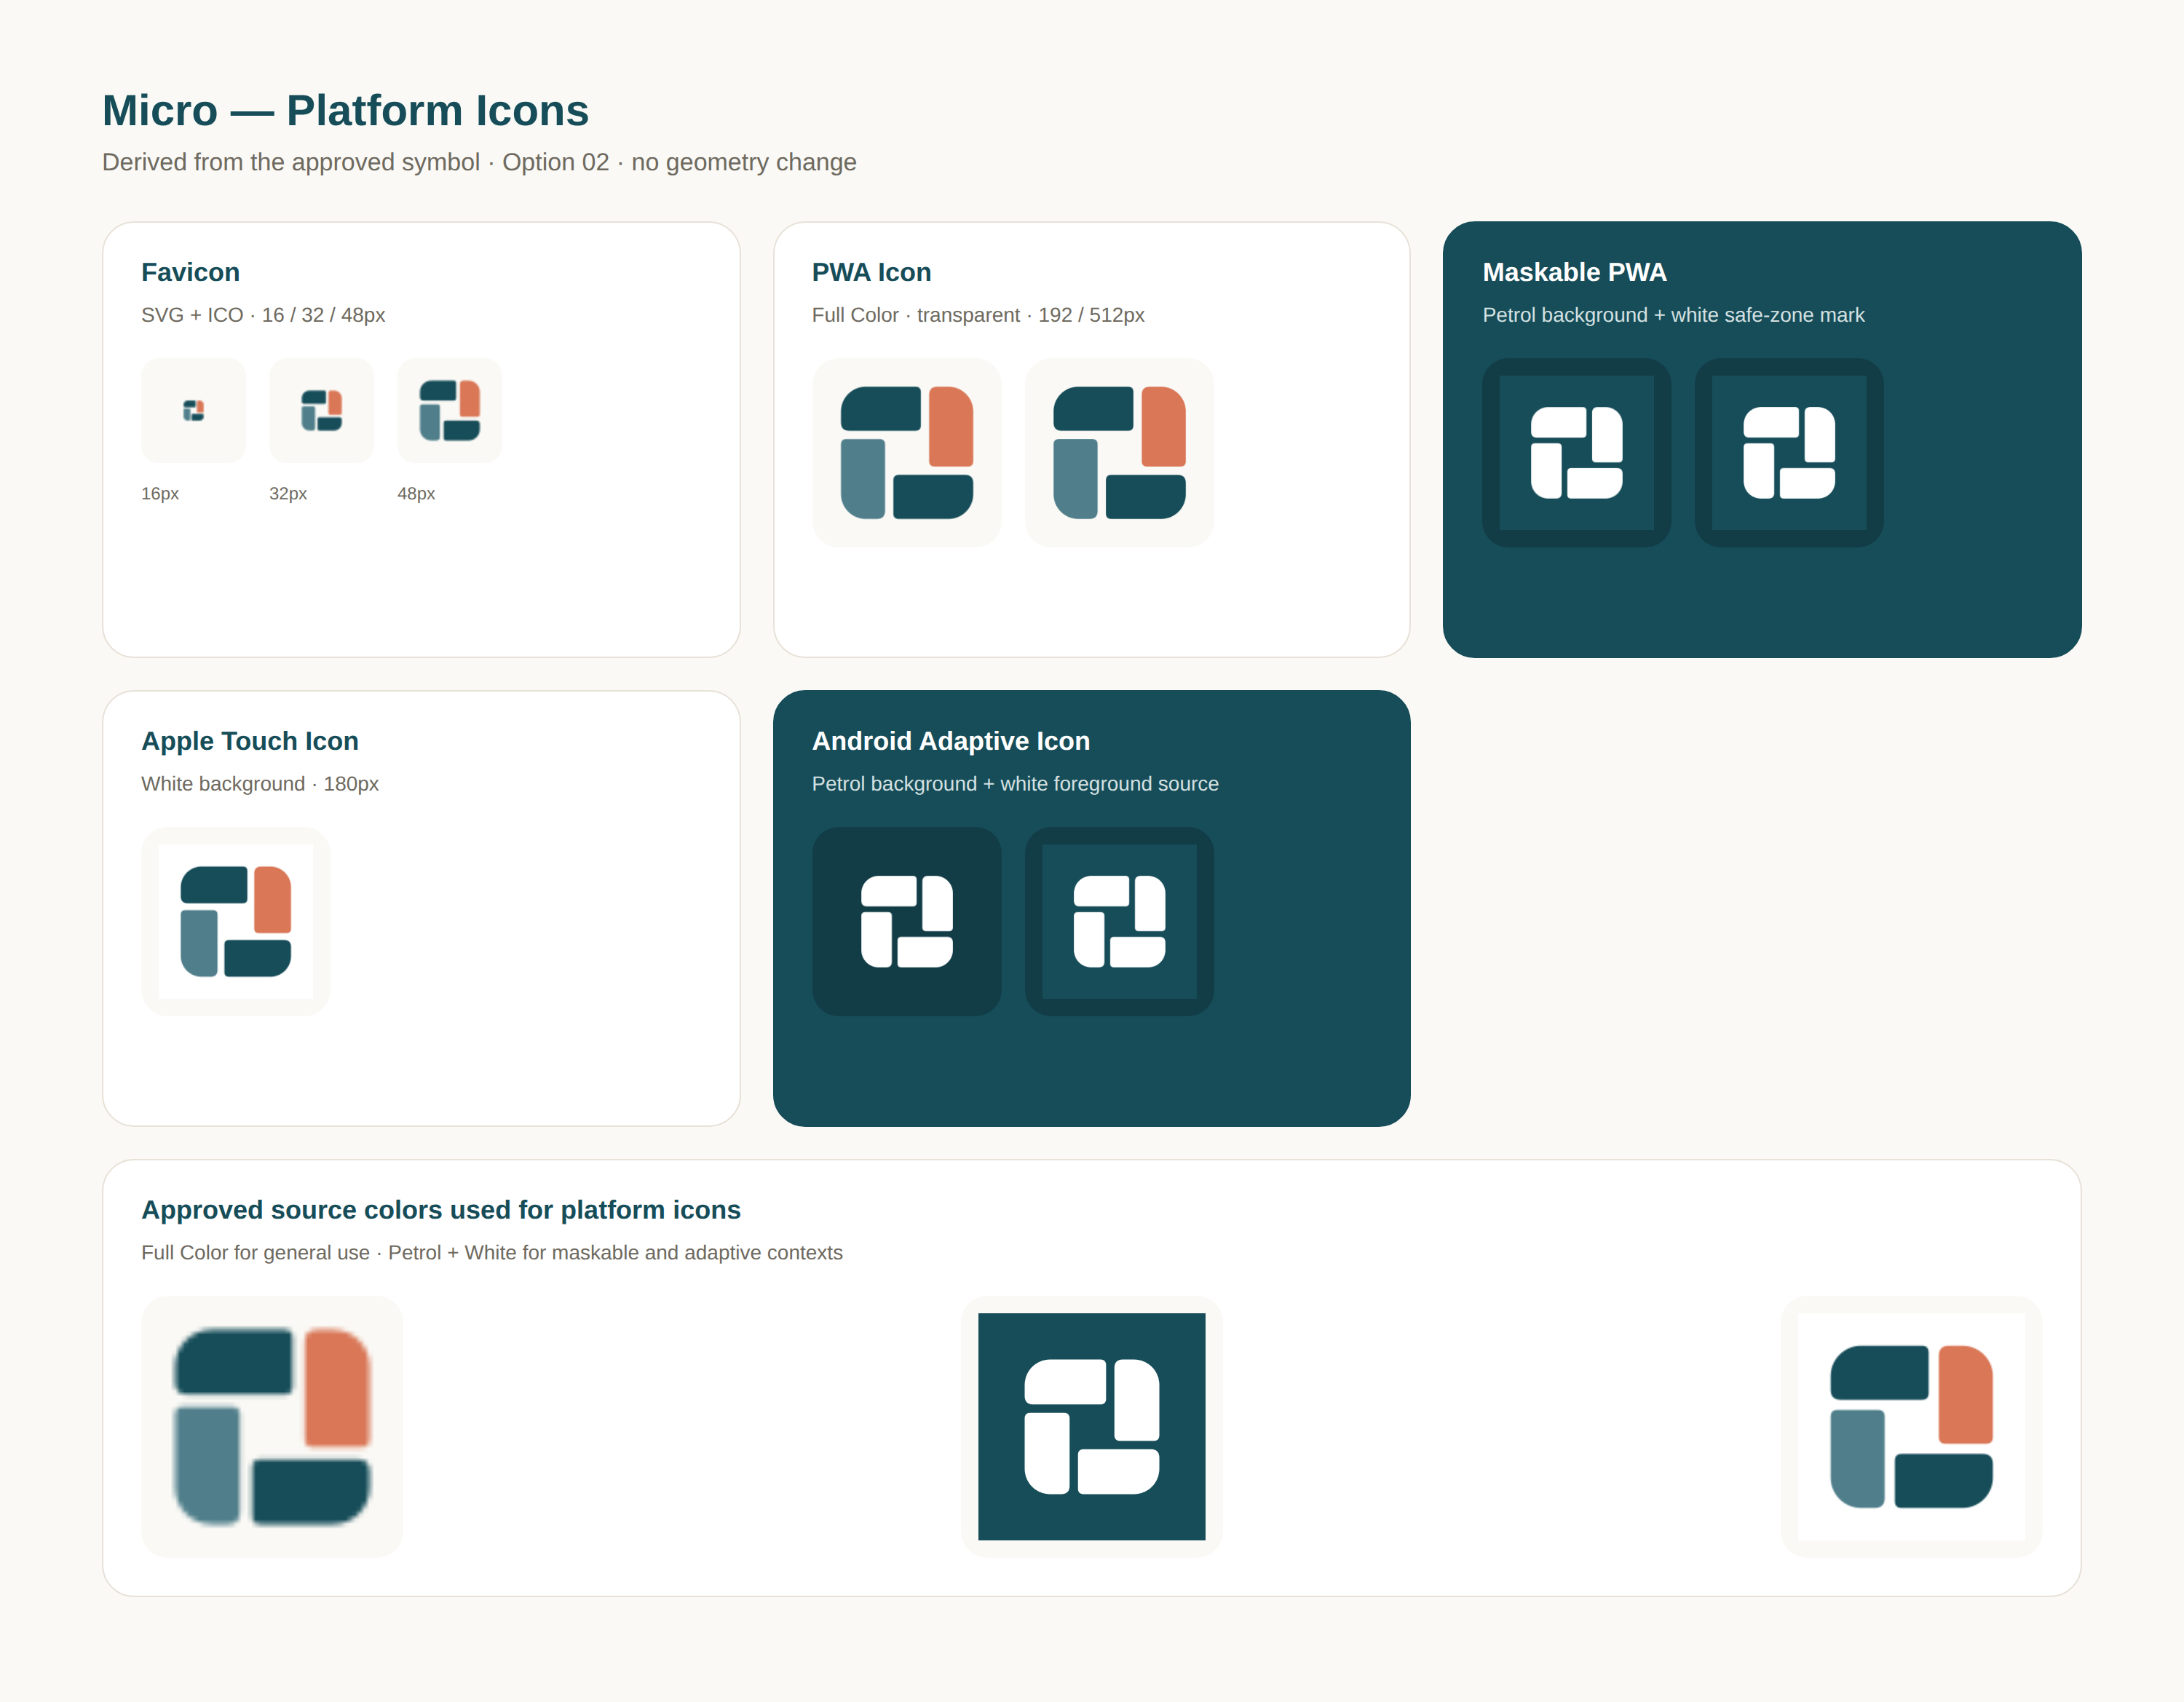 Micro — Platform Icons
Derived from the approved symbol · Option 02 · no geometry change
Favicon
SVG + ICO · 16 / 32 / 48px
16px
32px
48px
PWA Icon
Full Color · transparent · 192 / 512px
Maskable PWA
Petrol background + white safe-zone mark
Apple Touch Icon
White background · 180px
Android Adaptive Icon
Petrol background + white foreground source
Approved source colors used for platform icons
Full Color for general use · Petrol + White for maskable and adaptive contexts